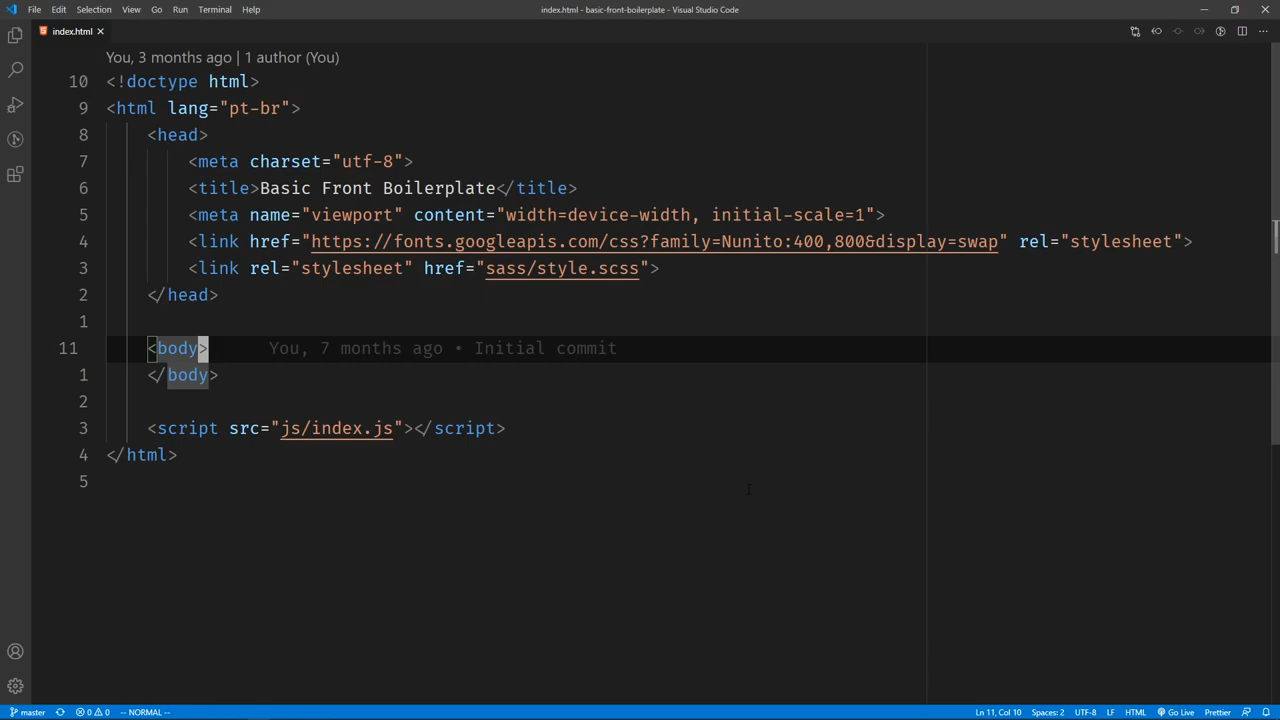 File Edit Selection View Go Run Terminal Help
index.html - basic-front-boilerplate - Visual Studio Code
index.html
You, 3 months ago | 1 author (You)
10 <!doctype html>
9 <html lang="pt-br">
8 <head>
7 <meta charset="utf-8">
6 <title>Basic Front Boilerplate</title>
5 <meta name="viewport" content="width=device-width, initial-scale=1">
4 <link href="https://fonts.googleapis.com/css?family=Nunito:400,800&display=swap" rel="stylesheet">
3 <link rel="stylesheet" href="sass/style.scss">
2 </head>
1
11 <body> You, 7 months ago • Initial commit
1 </body>
2
3 <script src="js/index.js"></script>
4 </html>
5
master 0 0 -- NORMAL -- Ln 11, Col 10 Spaces: 2 UTF-8 LF HTML Go Live Prettier